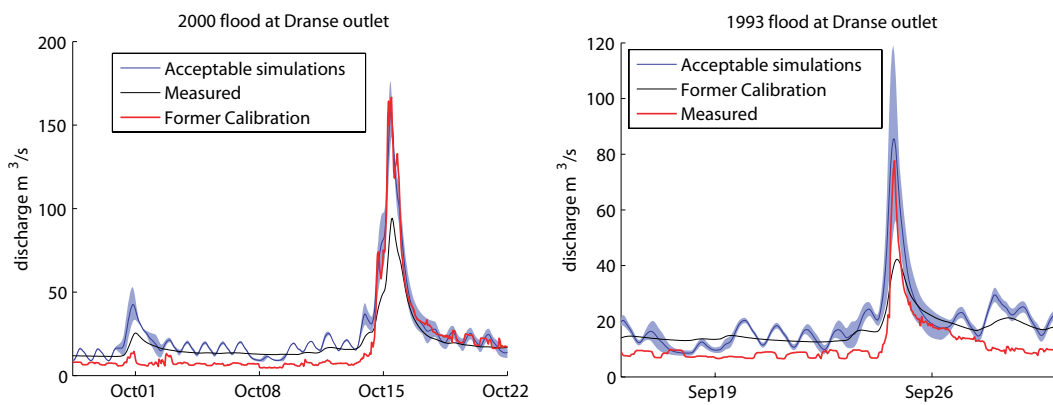 2000 flood at Dranse outlet
200
150
100
50
0
discharge m ³/s
Acceptable simulations
Measured
Former Calibration
Oct01
Oct08
Oct15
Oct22
1993 flood at Dranse outlet
120
100
80
60
40
20
0
discharge m ³/s
Acceptable simulations
Former Calibration
Measured
Sep19
Sep26